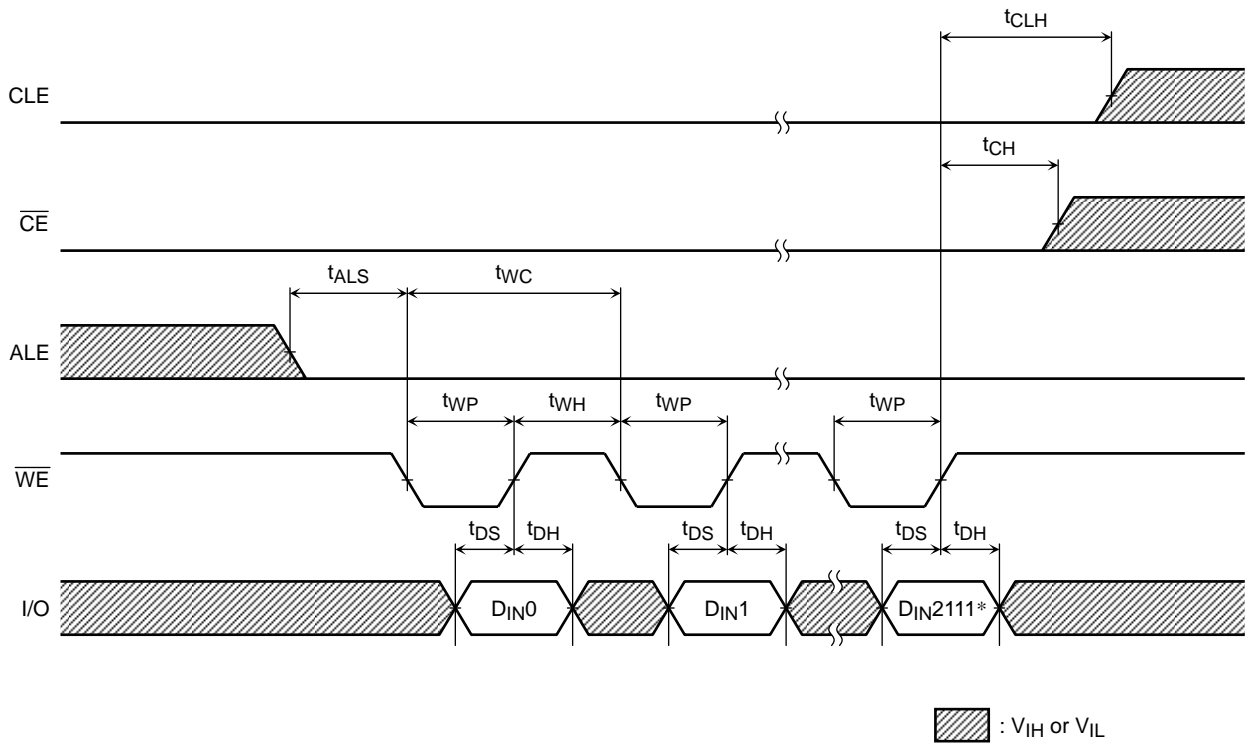 tCLH
CLE
tCH
CE
tALS
tWC
ALE
tWP
tWH
tWP
tWP
WE
tDS
tDH
tDS
tDH
tDS
tDH
I/O
DIN0
DIN1
DIN2111*
: VIH or VIL